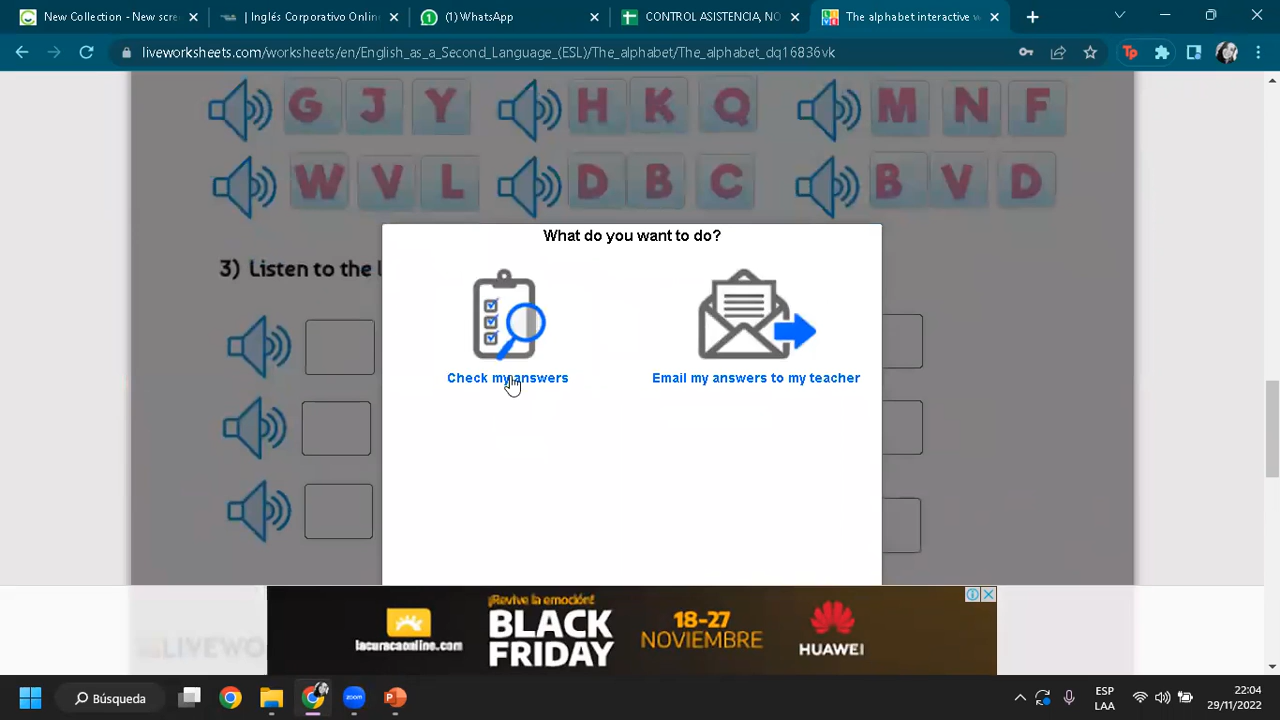 New Collection - New scre
Inglés Corporativo Online
(1) WhatsApp
CONTROL ASISTENCIA, NO
The alphabet interactive
liveworksheets.com/worksheets/en/English_as_a_Second_Language_(ESL)/The_alphabet/The_alphabet_dq16836vk
G J Y H K Q M N F
W V L D B C B V D
What do you want to do?
3) Listen to the
Check my answers
Email my answers to my teacher
¡Revive la emoción!
lacuracaonline.com
BLACK FRIDAY
18-27 NOVIEMBRE
HUAWEI
LIVEWO
Búsqueda
zoom
ESP
LAA
22:04
29/11/2022